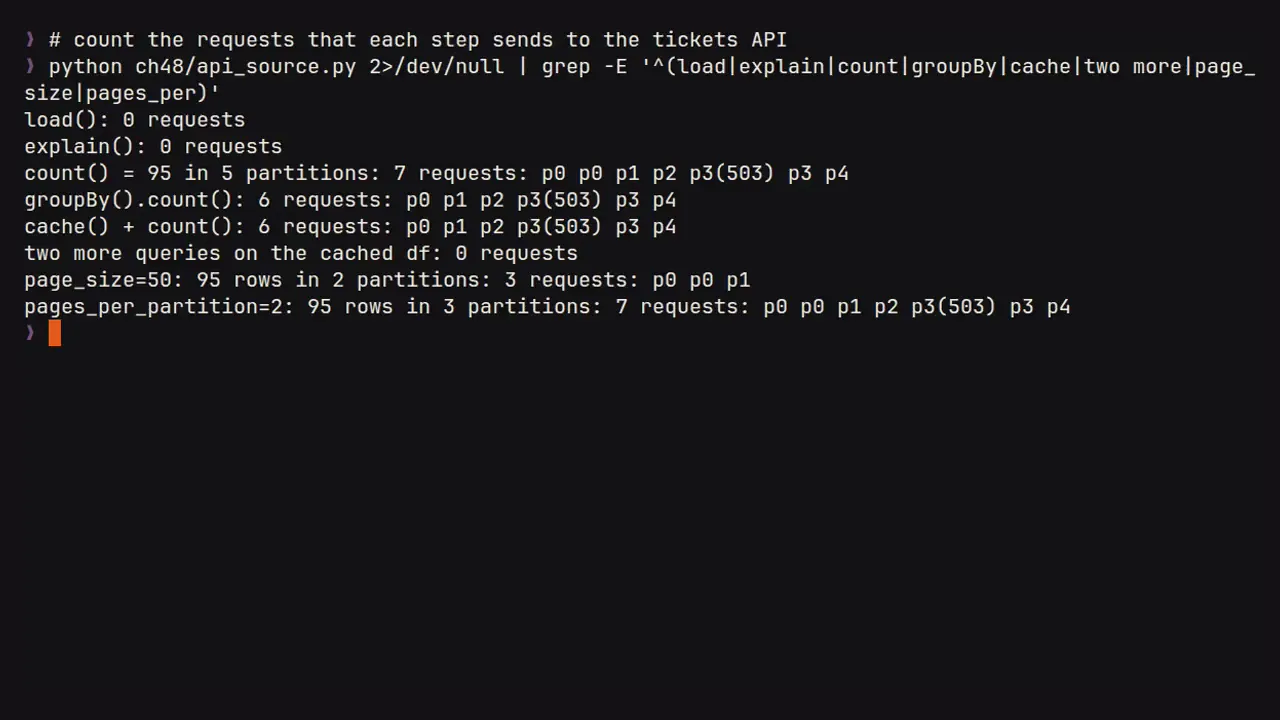 ❯ # count the requests that each step sends to the tickets API
❯ python ch48/api_source.py 2>/dev/null | grep -E '^(load|explain|count|groupBy|cache|two more|page_
size|pages_per)'
load(): 0 requests
explain(): 0 requests
count() = 95 in 5 partitions: 7 requests: p0 p0 p1 p2 p3(503) p3 p4
groupBy().count(): 6 requests: p0 p1 p2 p3(503) p3 p4
cache() + count(): 6 requests: p0 p1 p2 p3(503) p3 p4
two more queries on the cached df: 0 requests
page_size=50: 95 rows in 2 partitions: 3 requests: p0 p0 p1
pages_per_partition=2: 95 rows in 3 partitions: 7 requests: p0 p0 p1 p2 p3(503) p3 p4
❯